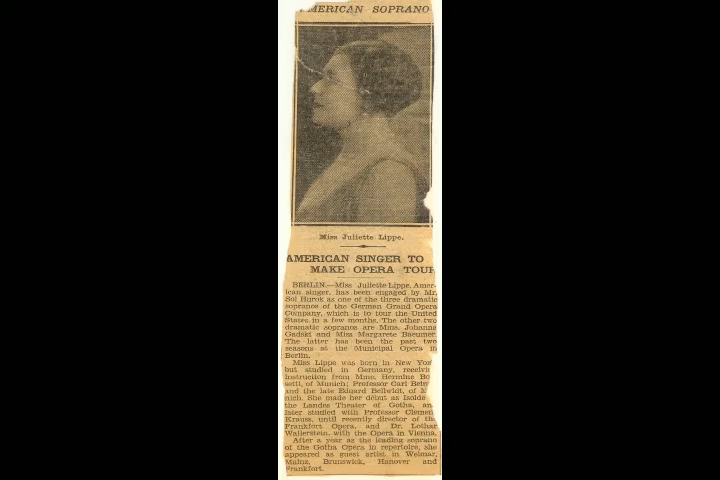 AMERICAN SOPRANO
Miss Juliette Lippe.
AMERICAN SINGER TO
MAKE OPERA TOUR
BERLIN.—Miss Juliette Lippe, Amer-
ican singer, has been engaged by Mr.
Sol Hurok as one of the three dramatic
sopranos of the German Grand Opera
Company, which is to tour the United
States in a few months. The other two
dramatic sopranos are Mme. Johanna
Gadski and Miss Margarete Baeumer.
The latter has been the past two
seasons at the Municipal Opera in
Berlin.
Miss Lippe was born in New York
but studied in Germany, receivin
instruction from Mme. Hermine Bo
setti, of Munich; Professor Carl Bein
and the late Eduard Bellwidt, of M
nich. She made her début as Isolde
the Landes Theater of Gotha, an
later studied with Professor Clemen
Krauss, until recently director of the
Frankfort Opera, and Dr. Lothar
Wallerstein, with the Opera in Vienna.
After a year as the leading soprano
of the Gotha Opera in repertoire, she
appeared as guest artist in Weimar,
Mainz, Brunswick, Hanover and
Frankfort.